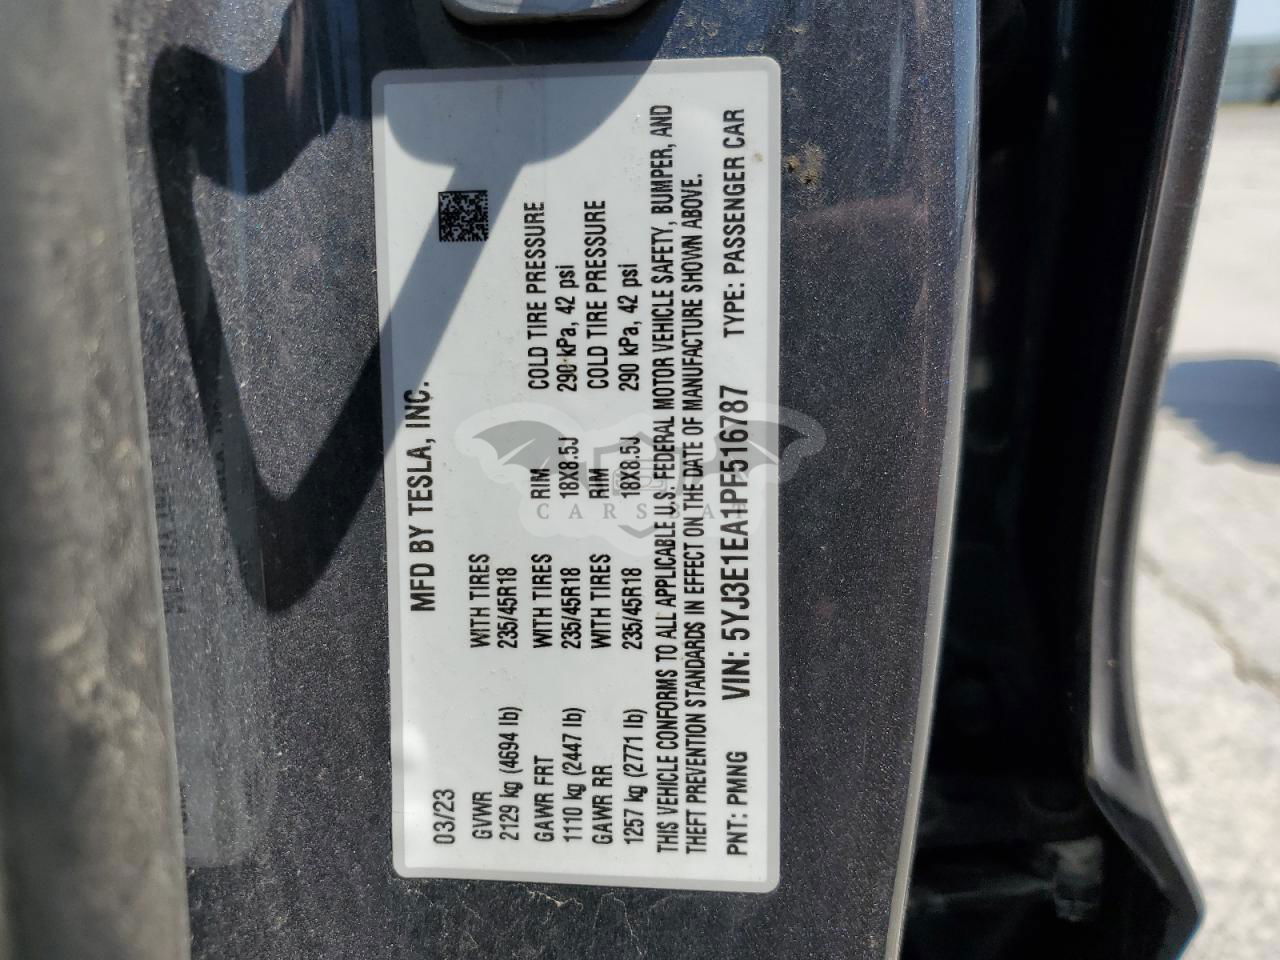 MFD BY TESLA, INC.
03/23
GVWR WITH TIRES RIM COLD TIRE PRESSURE
2129 kg (4694 lb) 235/45R18 18X8.5J 290 kPa, 42 psi
GAWR FRT WITH TIRES RIM COLD TIRE PRESSURE
1110 kg (2447 lb) 235/45R18 18X8.5J 290 kPa, 42 psi
GAWR RR WITH TIRES
1257 kg (2771 lb) 235/45R18
THIS VEHICLE CONFORMS TO ALL APPLICABLE U.S. FEDERAL MOTOR VEHICLE SAFETY, BUMPER, AND
THEFT PREVENTION STANDARDS IN EFFECT ON THE DATE OF MANUFACTURE SHOWN ABOVE.
PNT: PMNG VIN: 5YJ3E1EA1PF516787 TYPE: PASSENGER CAR
CARSBAT